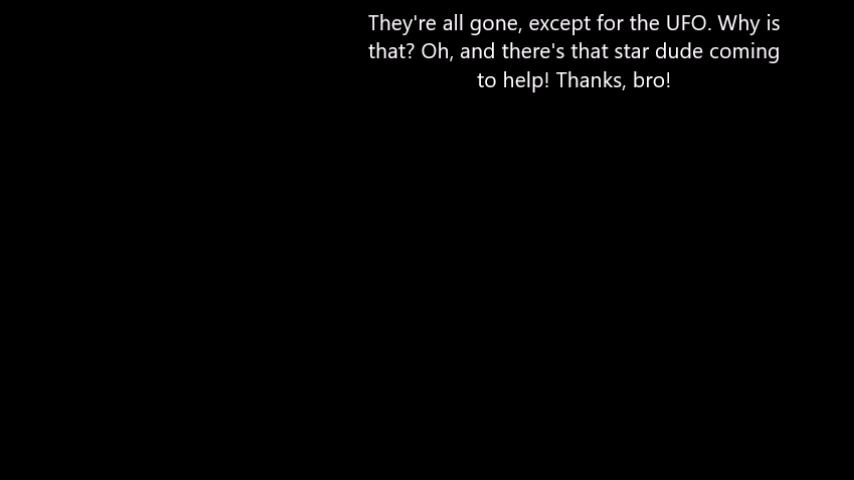 They're all gone, except for the UFO. Why is
that? Oh, and there's that star dude coming
to help! Thanks, bro!